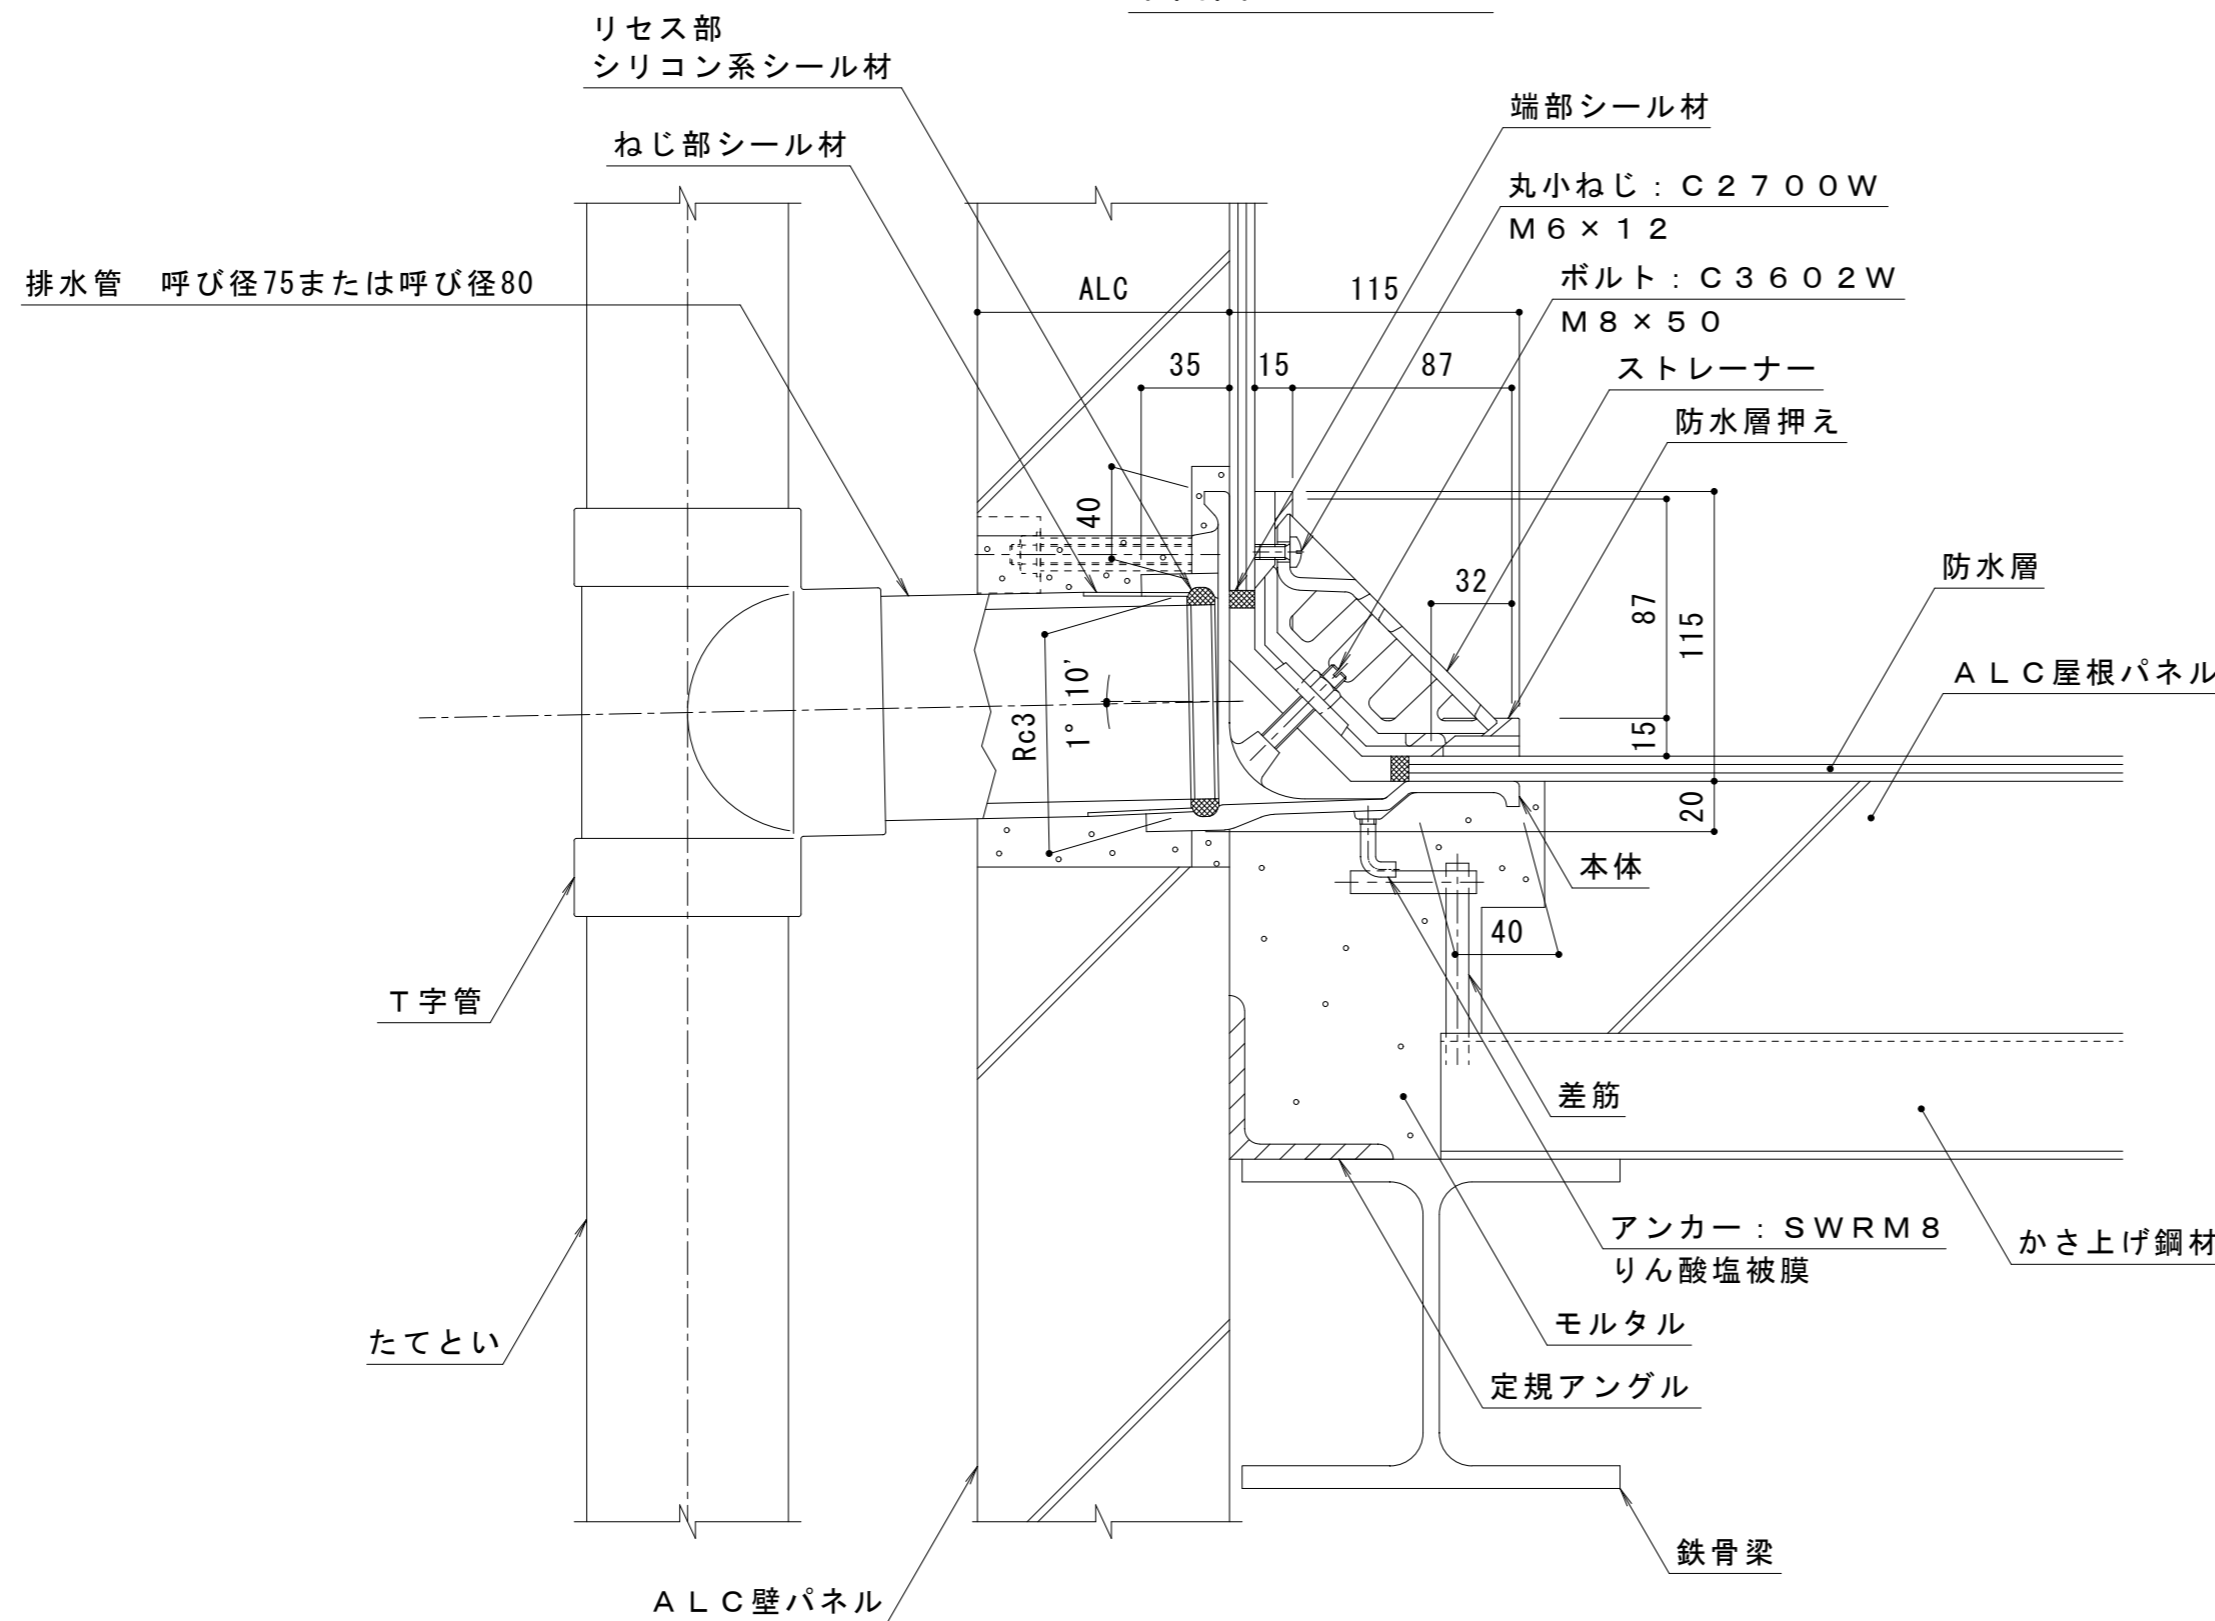 リセス部
シリコン系シール材
端部シール材
ねじ部シール材
丸小ねじ：Ｃ２７００Ｗ
Ｍ６×１２
排水管　呼び径75または呼び径80
ALC
115
ボルト：Ｃ３６０２Ｗ
Ｍ８×５０
35
15
87
ストレーナー
防水層押え
40
防水層
32
87
115
ＡＬＣ屋根パネル
Rc3
1° 10'
15
20
本体
40
Ｔ字管
差筋
アンカー：ＳＷＲＭ８
りん酸塩被膜
かさ上げ鋼材
モルタル
たてとい
定規アングル
鉄骨梁
ＡＬＣ壁パネル